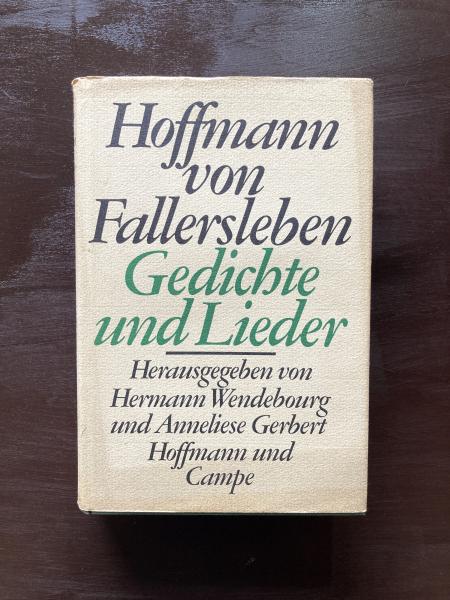 Hoffmann
von
Fallersleben
Gedichte
und Lieder
Herausgegeben von
Hermann Wendebourg
und Anneliese Gerbert
Hoffmann und
Campe